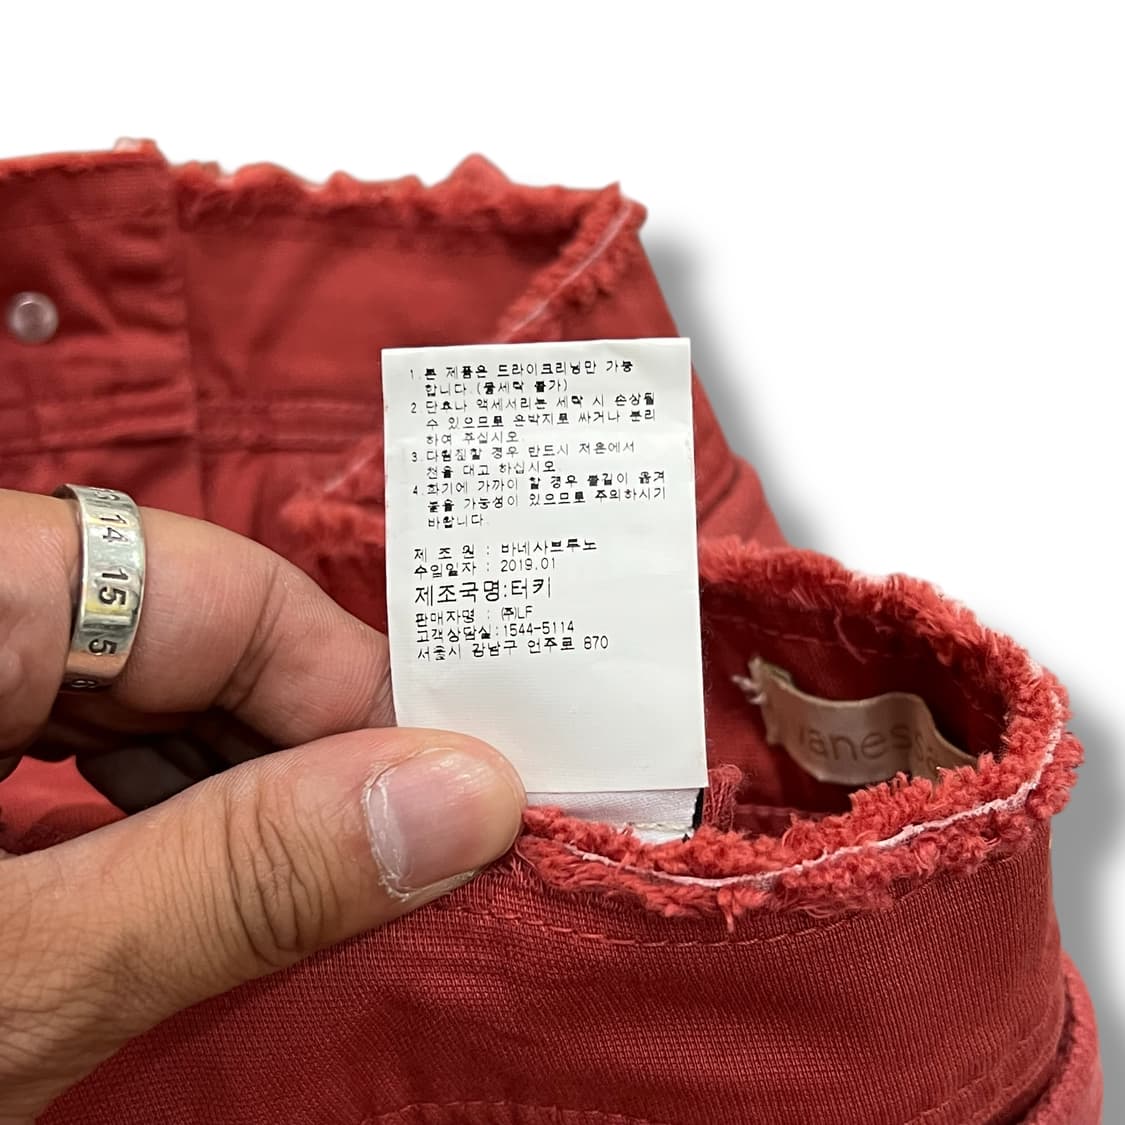 1. 본 제품은 드라이크리닝만 가능
합니다.(물세탁 불가)
2. 단효나 액세서리는 세탁 시 손상될
수 있으므로 은박지로 싸거나 분리
하여 주십시오.
3. 다림질할 경우 반드시 저온에서
천을 대고 하십시오.
4. 화기에 가까이 할 경우 불길이 옮겨
붙을 가능성이 있으므로 주의하시기
바랍니다.
제 조 원 : 바네사브루노
수입일자 : 2019.01
제조국명:터키
판매자명 : ㈜LF
고객상담실:1544-5114
서울시 강남구 언주로 870
14
15
5